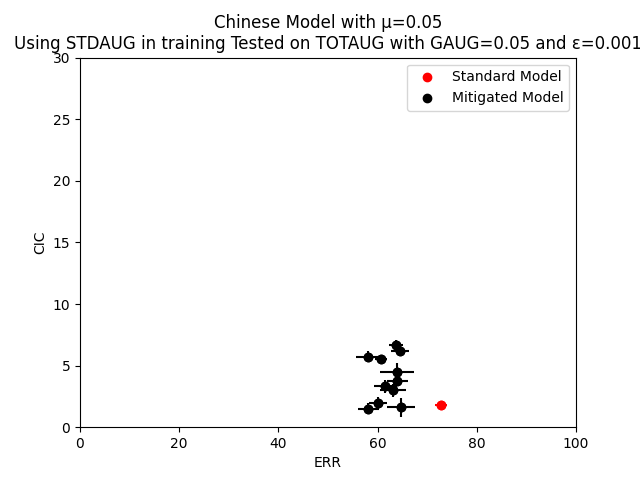 Chinese Model with μ=0.05
Using STDAUG in training Tested on TOTAUG with GAUG=0.05 and ε=0.001
Standard Model
Mitigated Model
30
25
20
15
10
5
0
CIC
0 20 40 60 80 100
ERR